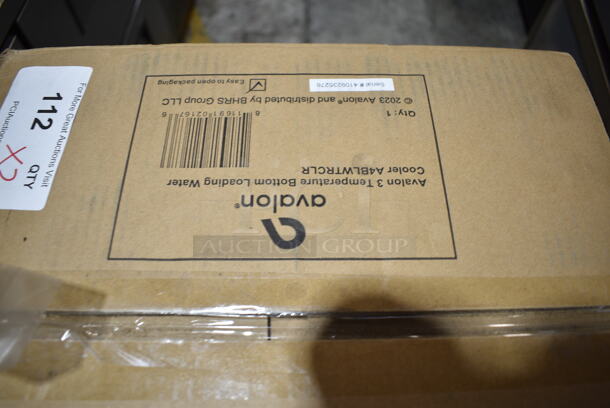 avalon®
Avalon 3 Temperature Bottom Loading Water
Cooler A4BLWTRCLR
Qty: 1
© 2023 Avalon® and distributed by BHRS Group LLC
Easy to open packaging
For More Great Auctions Visit
112 QTY
X2
AUCTION GROUP